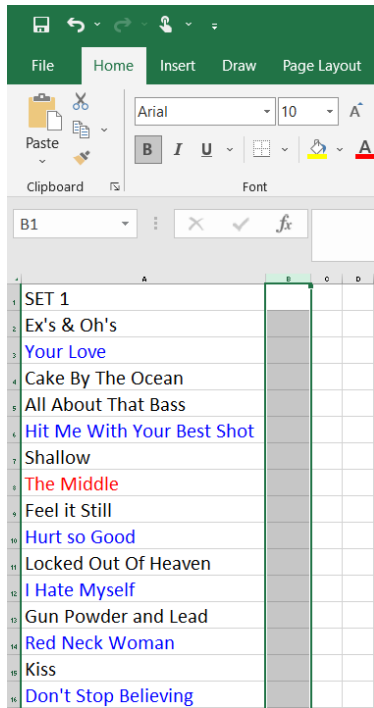 File Home Insert Draw Page Layout
Arial 10 A
Paste B I U A
Clipboard Font
B1 fx
A B C D
1 SET 1
2 Ex's & Oh's
3 Your Love
4 Cake By The Ocean
5 All About That Bass
6 Hit Me With Your Best Shot
7 Shallow
8 The Middle
9 Feel it Still
10 Hurt so Good
11 Locked Out Of Heaven
12 I Hate Myself
13 Gun Powder and Lead
14 Red Neck Woman
15 Kiss
16 Don't Stop Believing